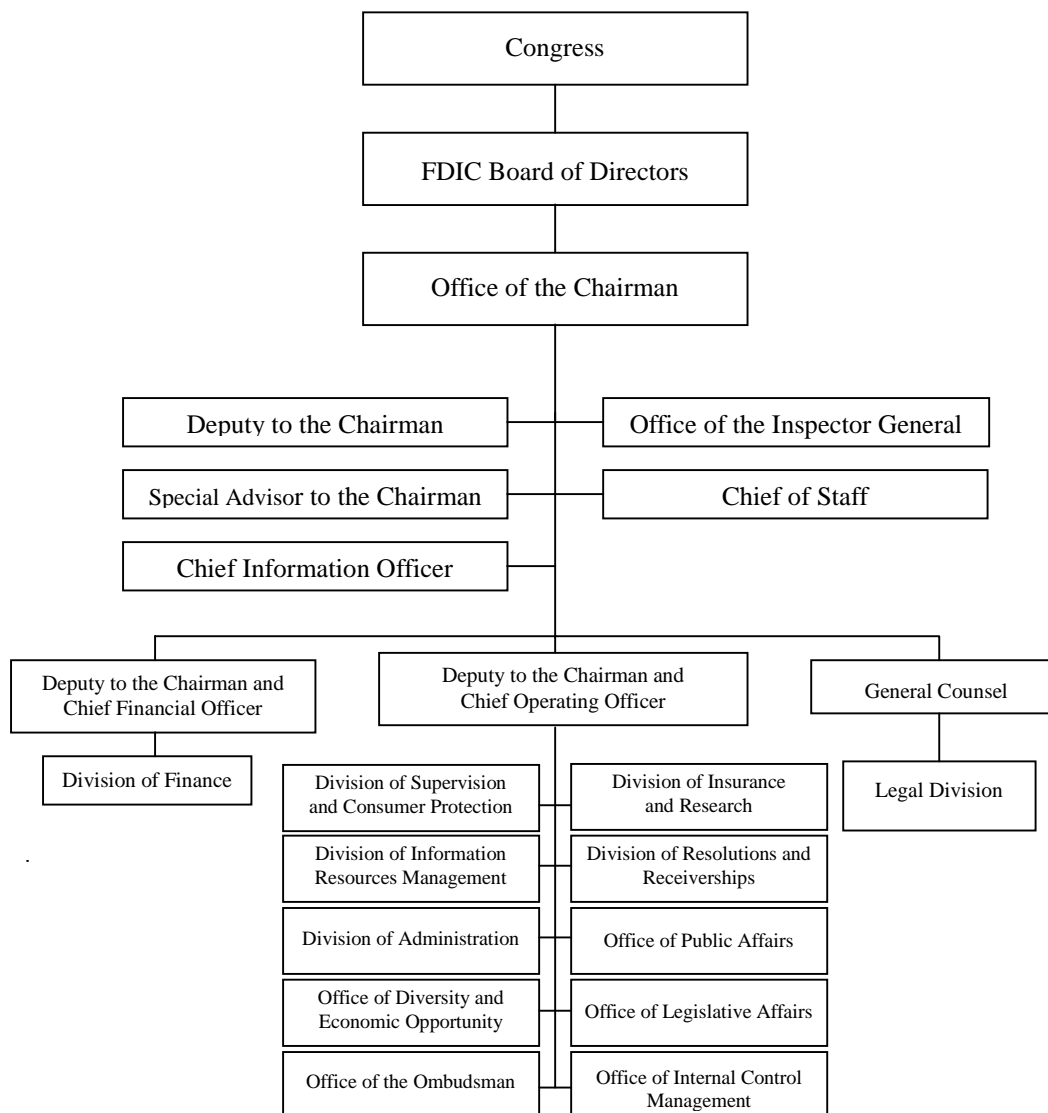 Congress
FDIC Board of Directors
Office of the Chairman
Deputy to the Chairman
Office of the Inspector General
Special Advisor to the Chairman
Chief of Staff
Chief Information Officer
Deputy to the Chairman and
Chief Financial Officer
Deputy to the Chairman and
Chief Operating Officer
General Counsel
Division of Finance
Division of Supervision
and Consumer Protection
Division of Insurance
and Research
Legal Division
Division of Information
Resources Management
Division of Resolutions and
Receiverships
Division of Administration
Office of Public Affairs
Office of Diversity and
Economic Opportunity
Office of Legislative Affairs
Office of the Ombudsman
Office of Internal Control
Management